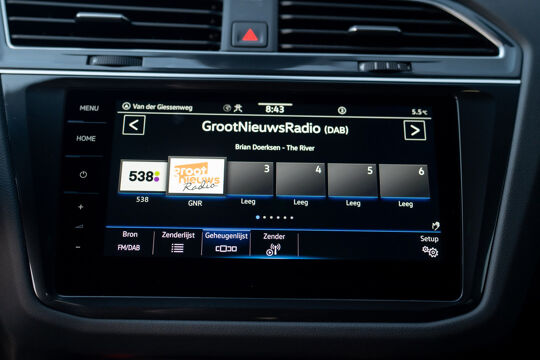 MENU
HOME
Van der Giessenweg
8:43
5.5°C
< GrootNieuwsRadio (DAB) >
Brian Doerksen - The River
538
groot nieuws Radio
3
4
5
6
538
GNR
Leeg
Leeg
Leeg
Leeg
Bron
FM/DAB
Zenderlijst
Geheugenlijst
Zender
Setup
+
-